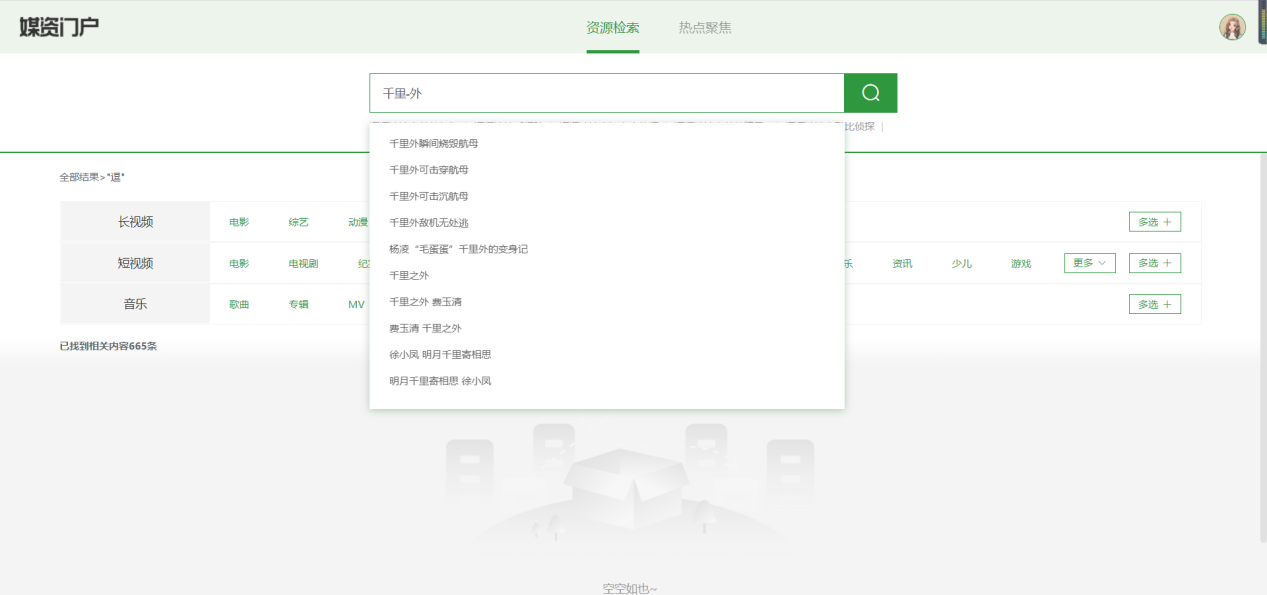 媒资门户
资源检索 热点聚焦
千里-外
比侦探
千里外瞬间烧毁航母
千里外可击穿航母
千里外可击沉航母
千里外敌机无处逃
杨凌“毛蛋蛋”千里外的变身记
千里之外
千里之外 费玉清
费玉清 千里之外
徐小凤 明月千里寄相思
明月千里寄相思 徐小凤
全部结果>"逗"
长视频 电影 综艺 动漫 多选
短视频 电影 电视剧 乐 资讯 少儿 游戏 更多 多选
音乐 歌曲 专辑 MV 多选
已找到相关内容665条
空空如也~